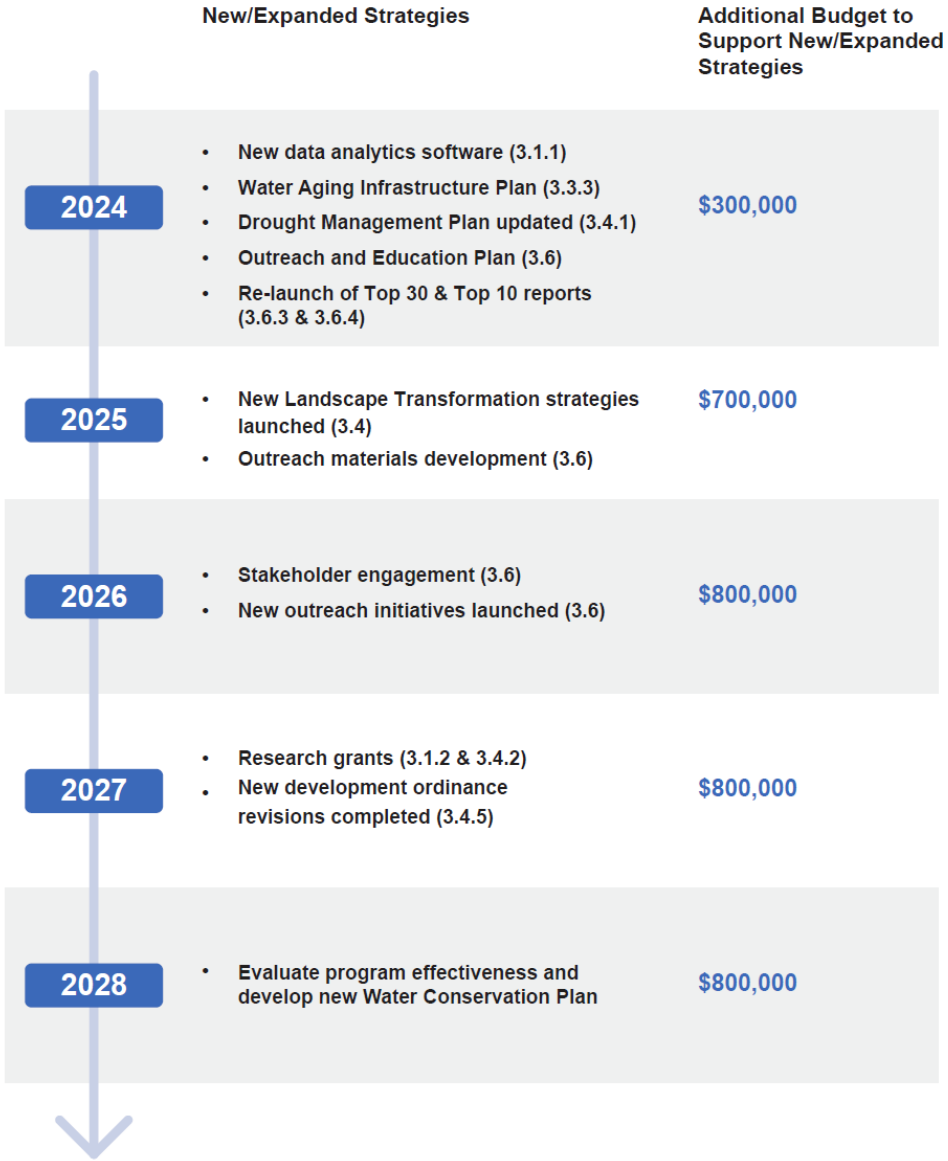 New/Expanded Strategies
Additional Budget to
Support New/Expanded
Strategies
2024
• New data analytics software (3.1.1)
• Water Aging Infrastructure Plan (3.3.3)
• Drought Management Plan updated (3.4.1)
• Outreach and Education Plan (3.6)
• Re-launch of Top 30 & Top 10 reports
(3.6.3 & 3.6.4)
$300,000
2025
• New Landscape Transformation strategies
launched (3.4)
• Outreach materials development (3.6)
$700,000
2026
• Stakeholder engagement (3.6)
• New outreach initiatives launched (3.6)
$800,000
2027
• Research grants (3.1.2 & 3.4.2)
• New development ordinance
revisions completed (3.4.5)
$800,000
2028
• Evaluate program effectiveness and
develop new Water Conservation Plan
$800,000